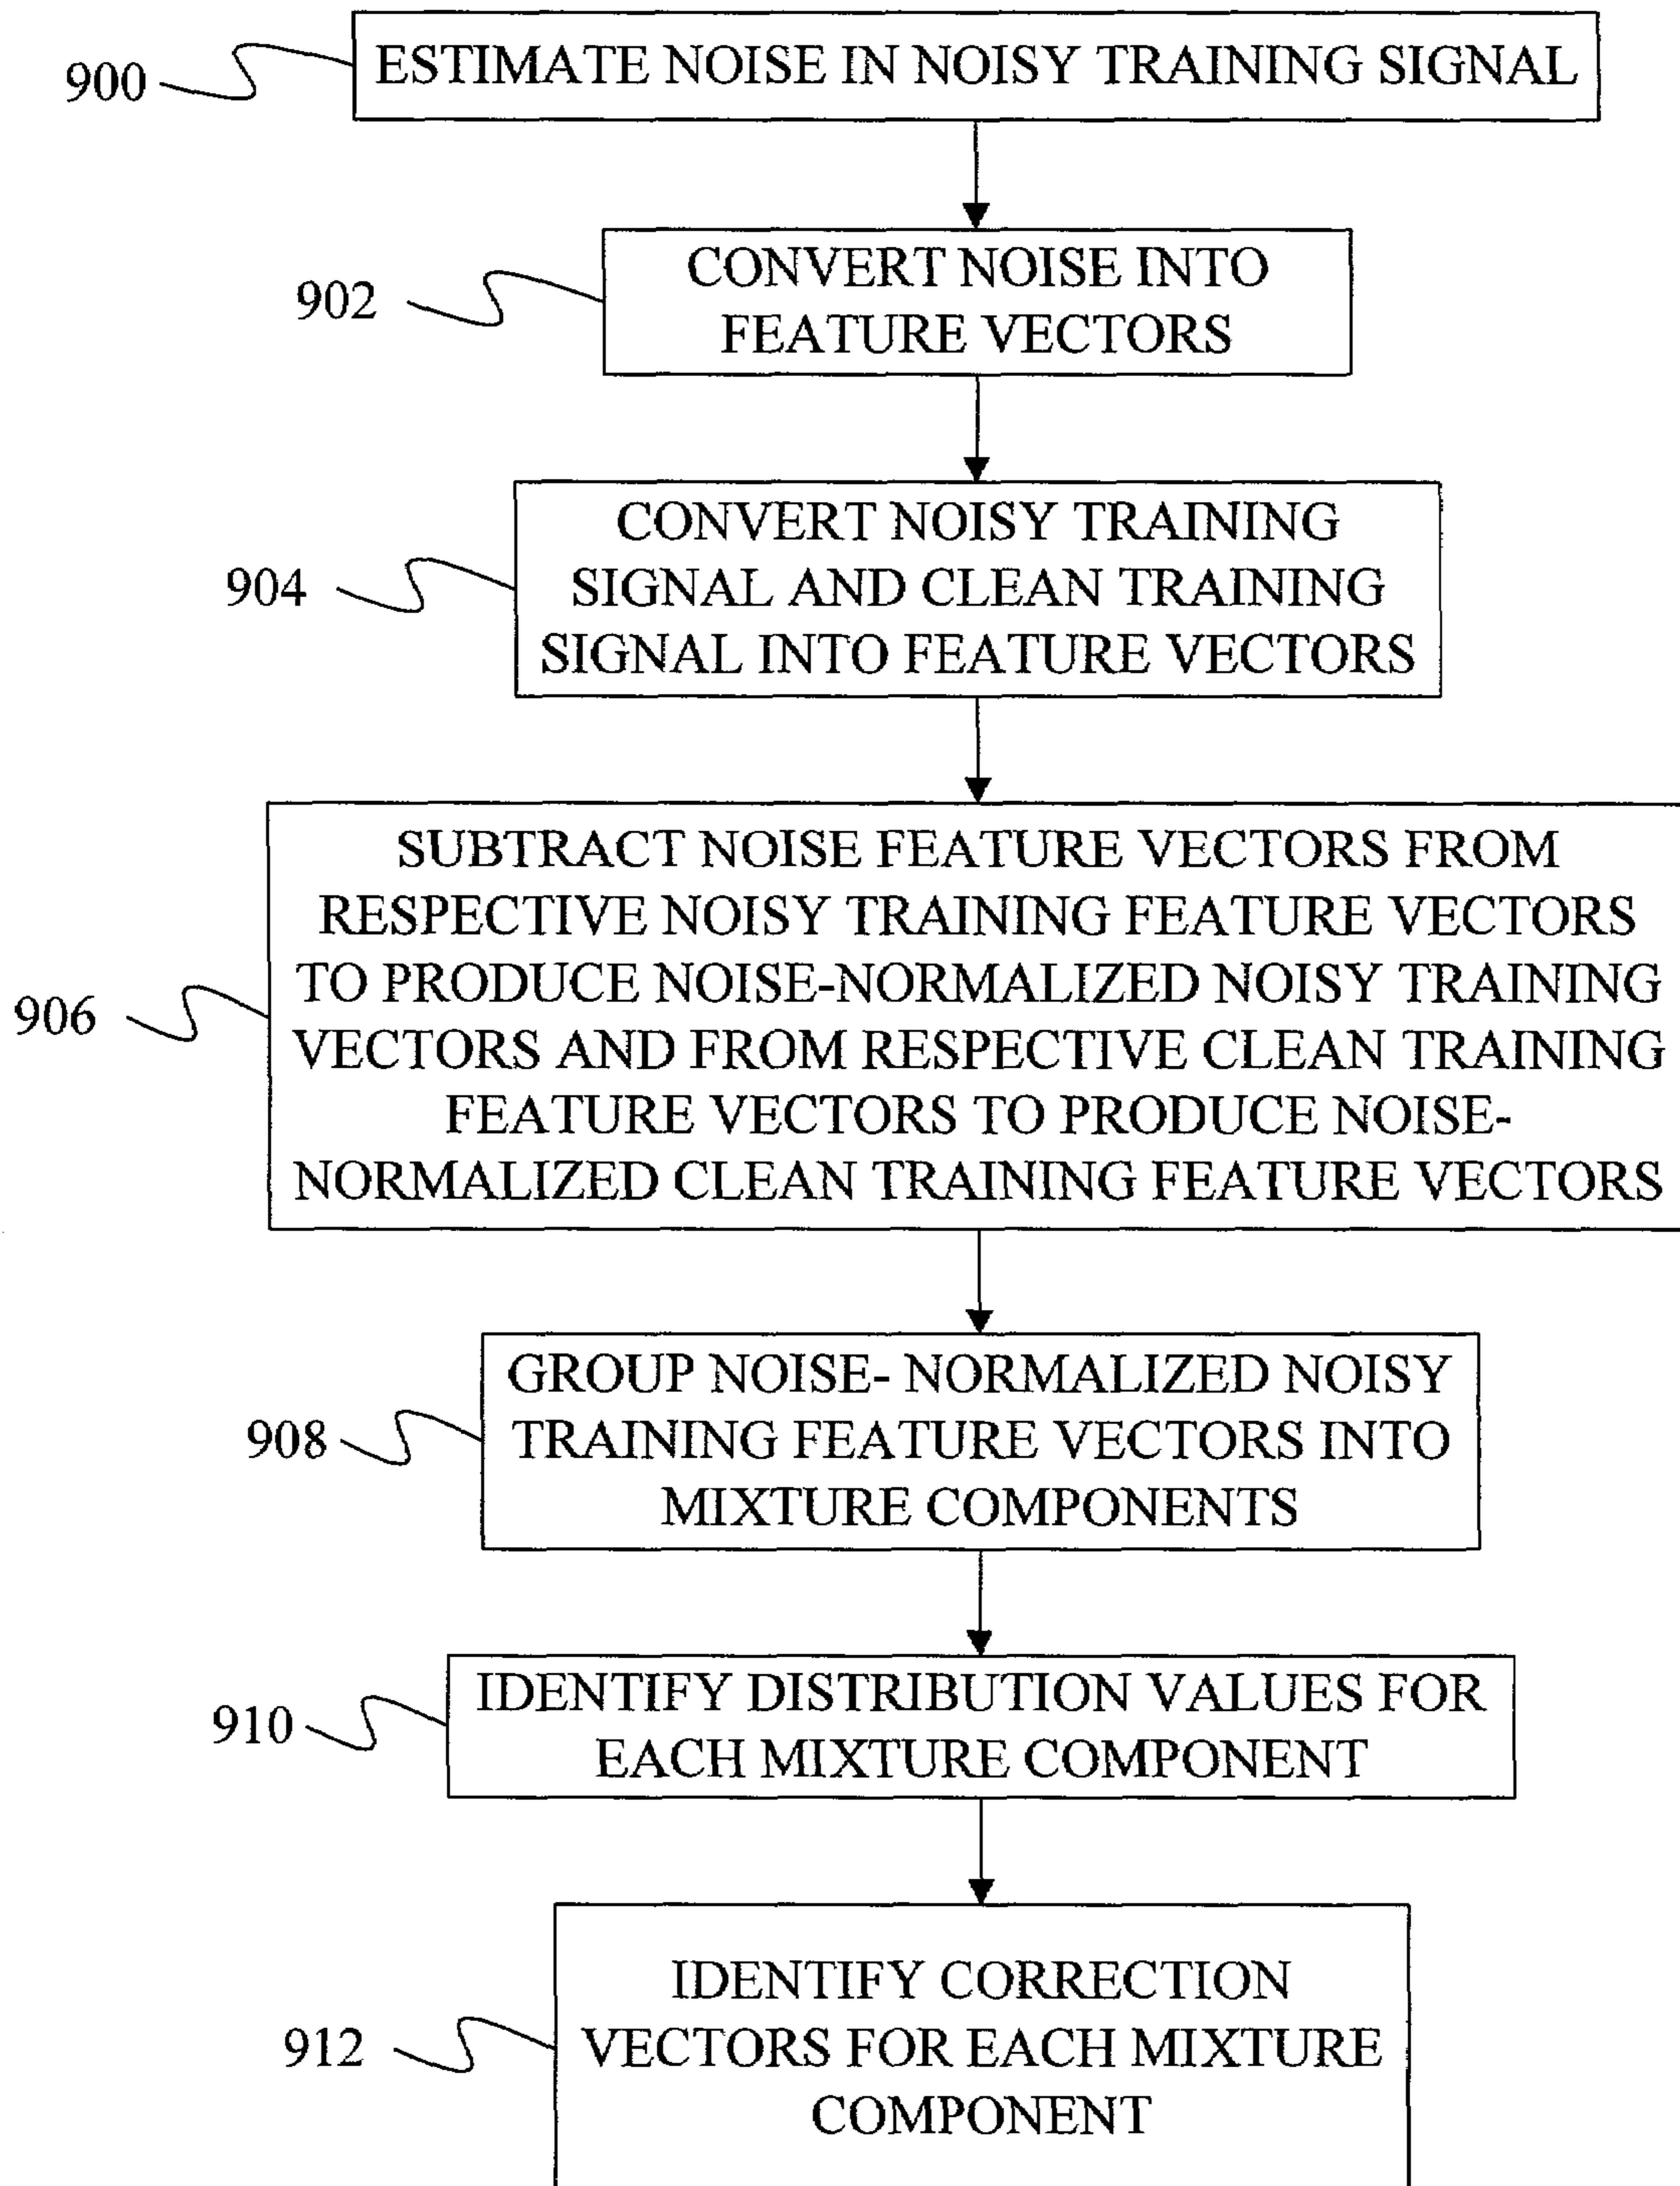 900
ESTIMATE NOISE IN NOISY TRAINING SIGNAL
902
CONVERT NOISE INTO
FEATURE VECTORS
904
CONVERT NOISY TRAINING
SIGNAL AND CLEAN TRAINING
SIGNAL INTO FEATURE VECTORS
906
SUBTRACT NOISE FEATURE VECTORS FROM
RESPECTIVE NOISY TRAINING FEATURE VECTORS
TO PRODUCE NOISE-NORMALIZED NOISY TRAINING
VECTORS AND FROM RESPECTIVE CLEAN TRAINING
FEATURE VECTORS TO PRODUCE NOISE-
NORMALIZED CLEAN TRAINING FEATURE VECTORS
908
GROUP NOISE- NORMALIZED NOISY
TRAINING FEATURE VECTORS INTO
MIXTURE COMPONENTS
910
IDENTIFY DISTRIBUTION VALUES FOR
EACH MIXTURE COMPONENT
912
IDENTIFY CORRECTION
VECTORS FOR EACH MIXTURE
COMPONENT